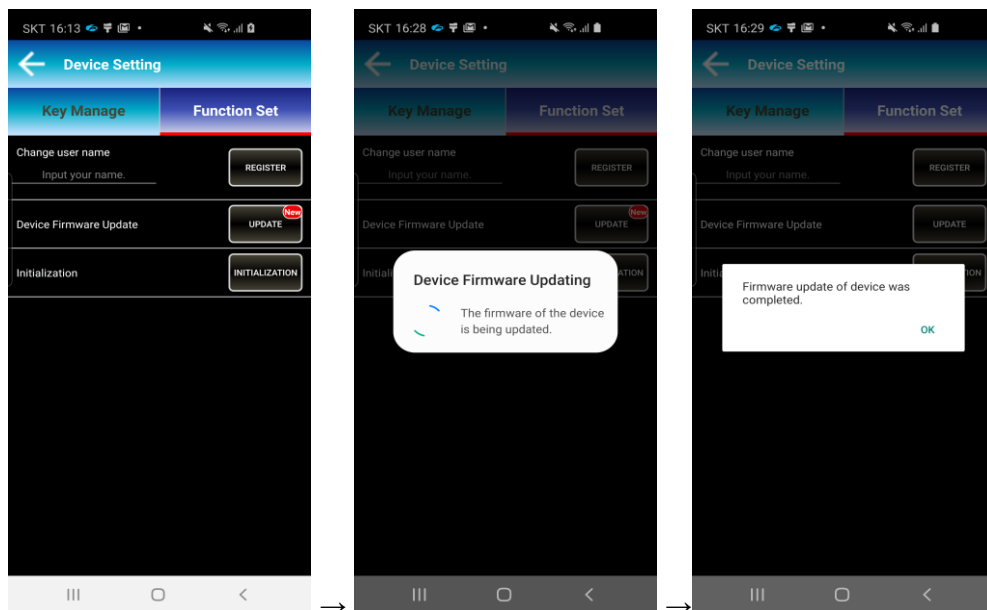 SKT 16:13
Device Setting
Key Manage
Function Set
Change user name
Input your name.
REGISTER
Device Firmware Update
UPDATE
New
Initialization
INITIALIZATION
→
SKT 16:28
Device Setting
Key Manage
Function Set
Change user name
Input your name.
REGISTER
Device Firmware Update
UPDATE
New
Initiali
ATION
Device Firmware Updating
The firmware of the device
is being updated.
→
SKT 16:29
Device Setting
Key Manage
Function Set
Change user name
Input your name.
REGISTER
Device Firmware Update
UPDATE
Initia
TION
Firmware update of device was
completed.
OK